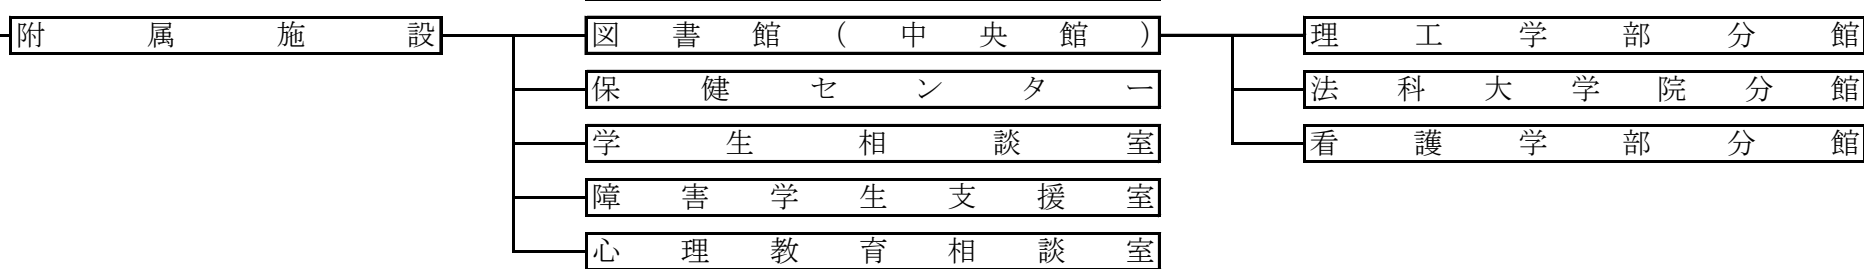 附属施設 図書館(中央館) 理工学部分館
保健センター 法科大学院分館
学生相談室 看護学部分館
障害学生支援室
心理教育相談室